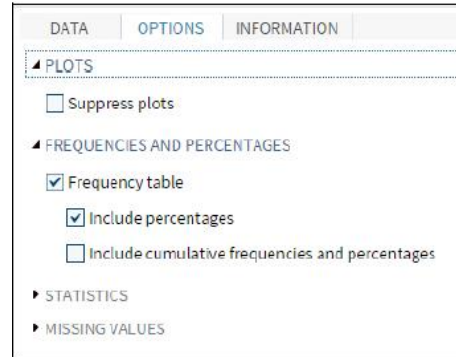 DATA OPTIONS INFORMATION
PLOTS
Suppress plots
FREQUENCIES AND PERCENTAGES
Frequency table
Include percentages
Include cumulative frequencies and percentages
STATISTICS
MISSING VALUES